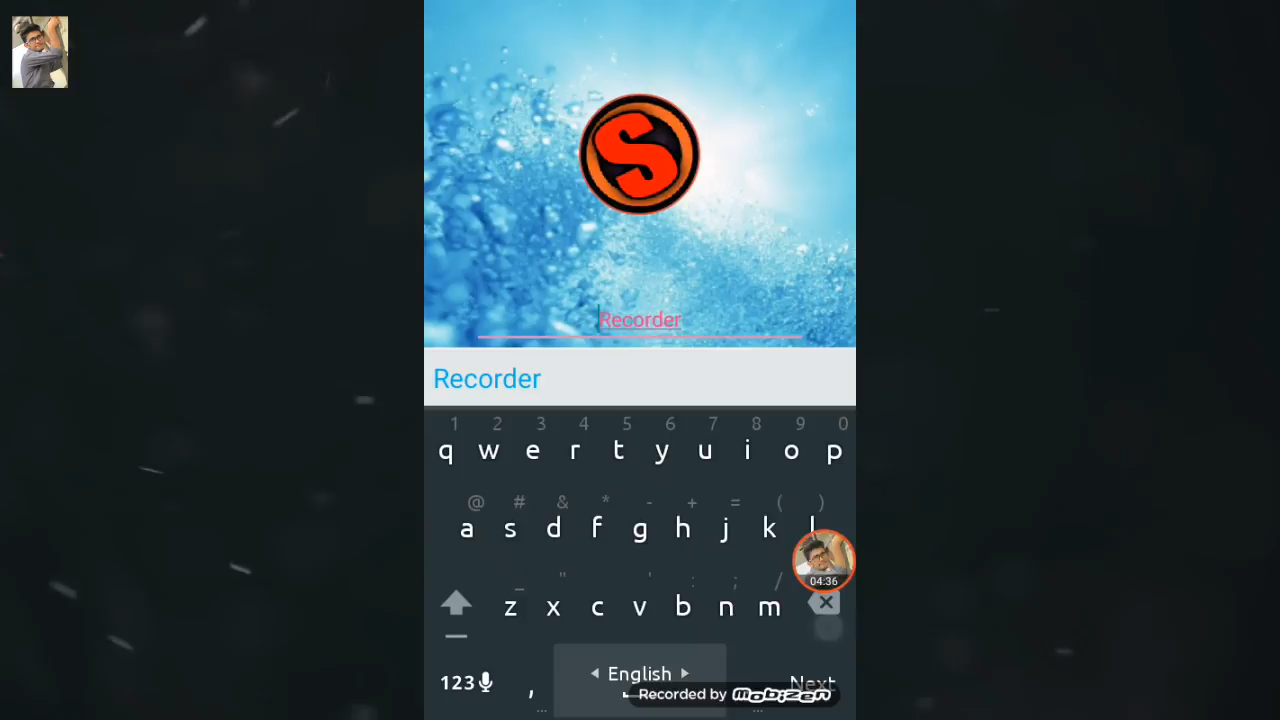 S
Recorder
Recorder
1 2 3 4 5 6 7 8 9 0
q w e r t y u i o p
@ # & * - + = ( )
a s d f g h j k l
_ " ' : ; /
04:36
z x c v b n m
123 , English Next
Recorded by mobizen